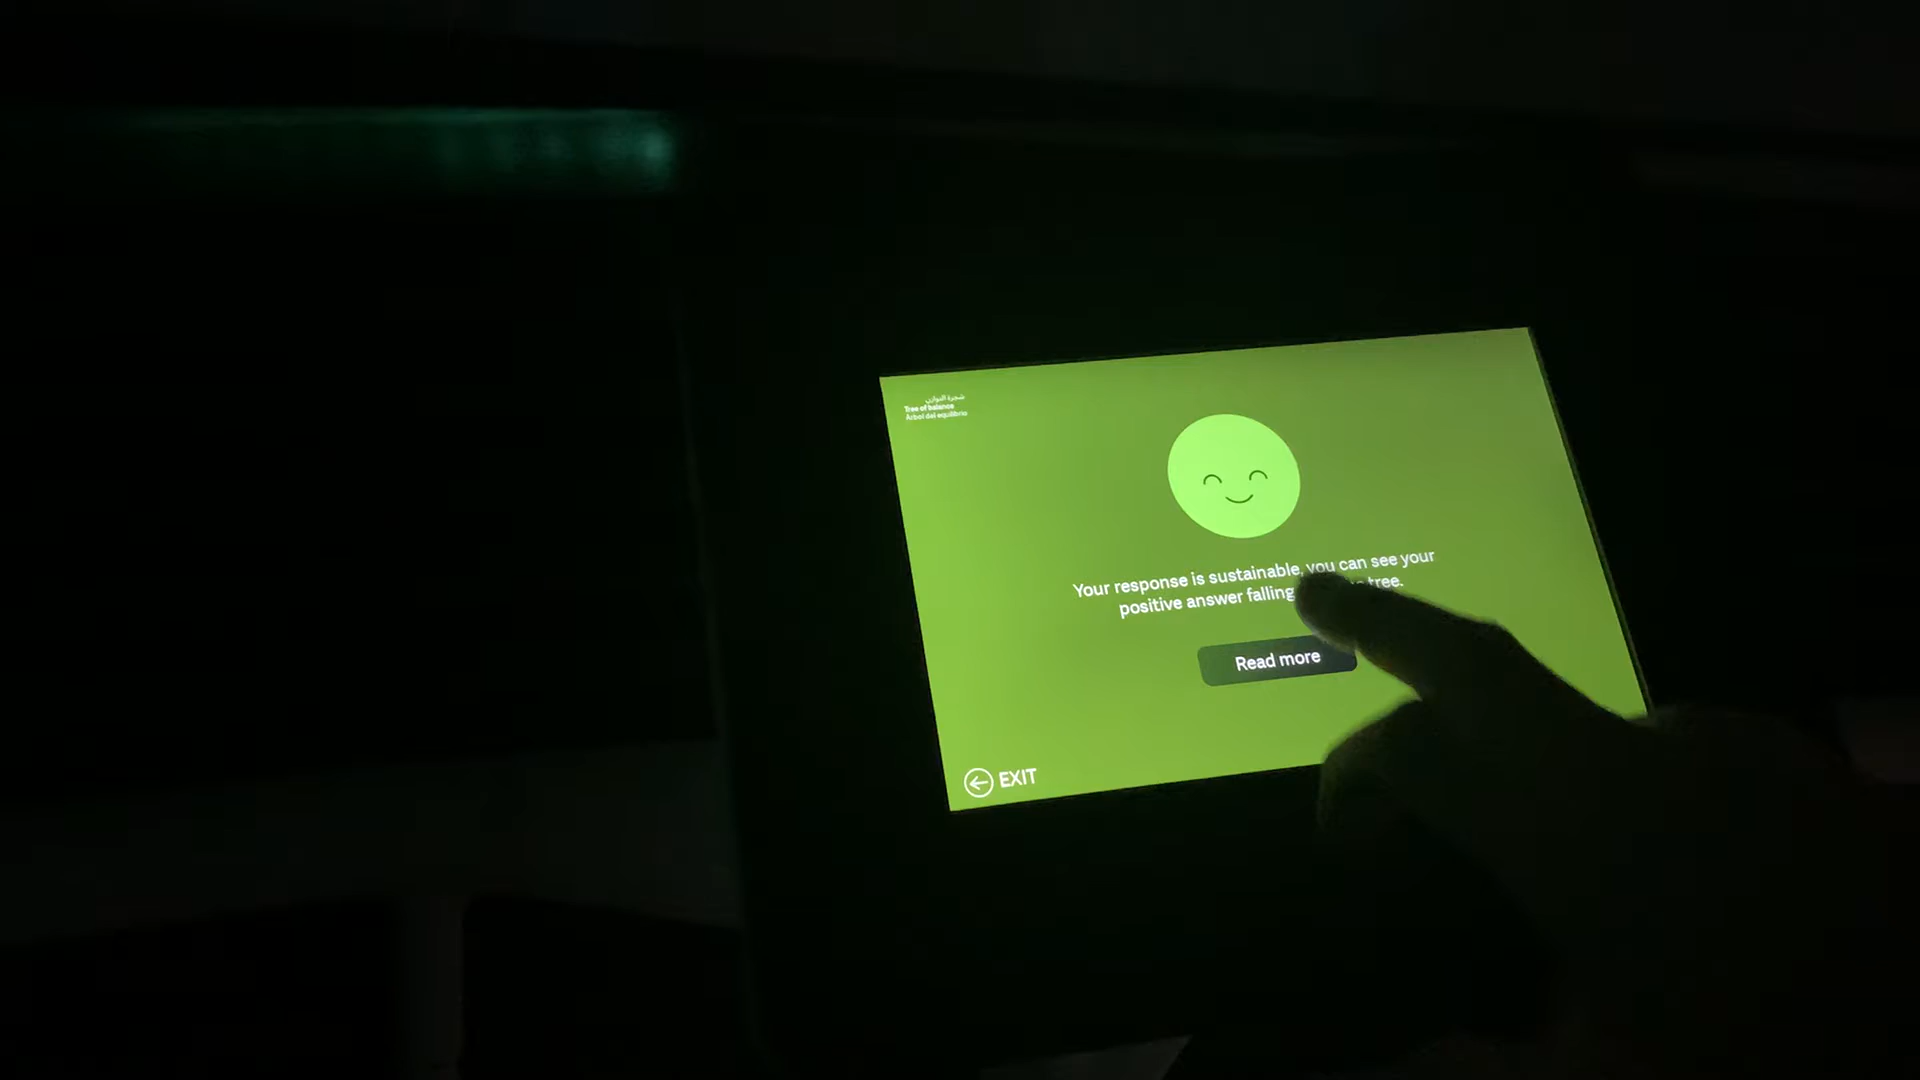 شجرة التوازن
Tree of balance
Árbol del equilibrio
Your response is sustainable, you can see your
positive answer falling tree.
Read more
EXIT